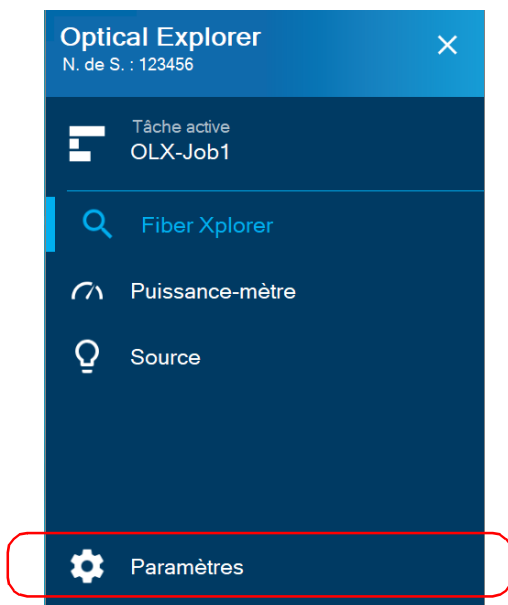 Optical Explorer
N. de S. : 123456
Tâche active
OLX-Job1
Fiber Xplorer
Puissance-mètre
Source
Paramètres